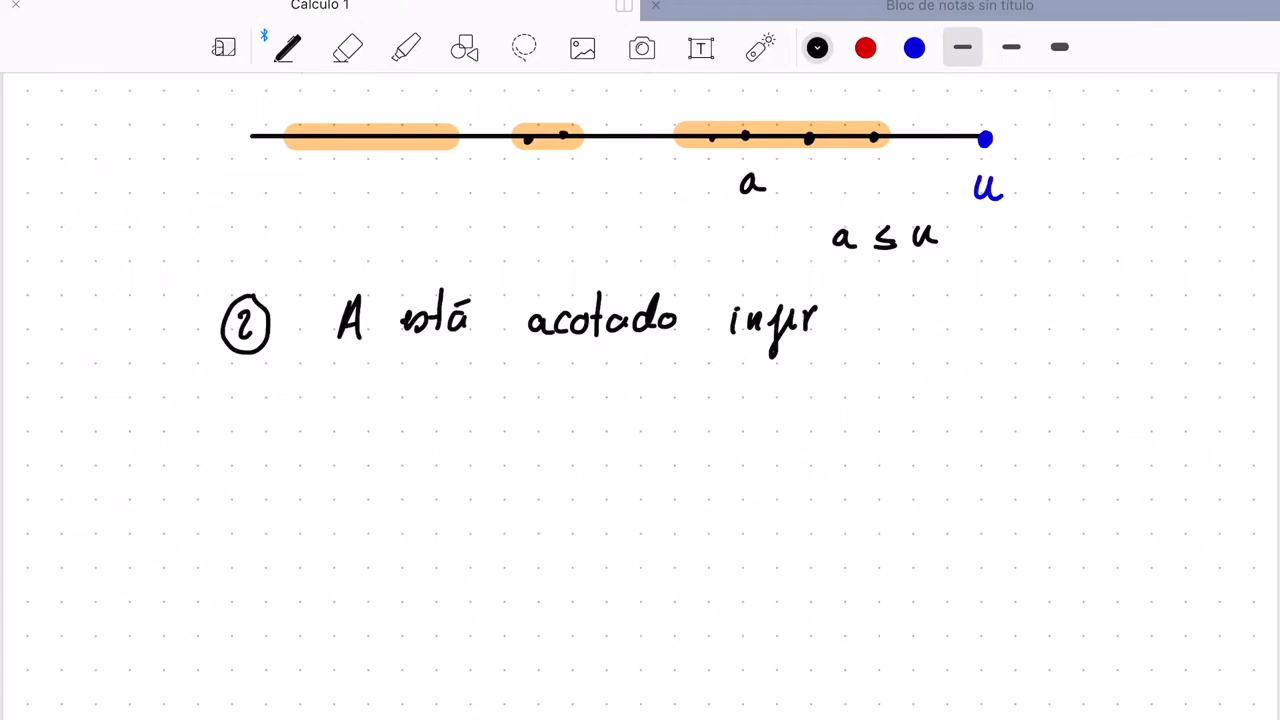 Calculo 1
Bloc de notas sin título
T
a
u
a ≤ u
② A está acotado infer